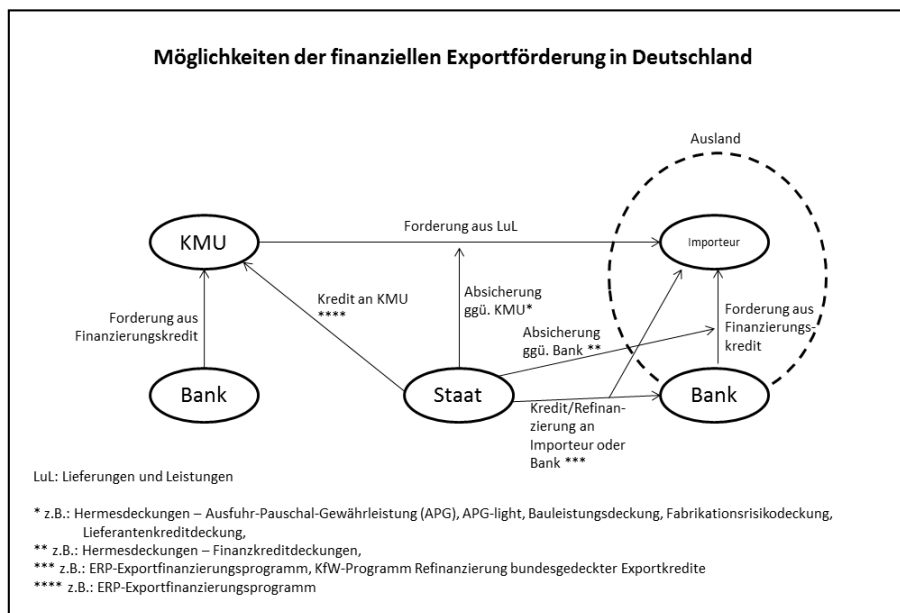 Möglichkeiten der finanziellen Exportförderung in Deutschland
Ausland
KMU
Forderung aus LuL
Importeur
Kredit an KMU
****
Absicherung
ggü. KMU*
Forderung aus
Finanzierungskredit
Absicherung
ggü. Bank **
Forderung aus
Finanzierungs-
kredit
Bank
Staat
Bank
Kredit/Refinan-
zierung an
Importeur oder
Bank ***
LuL: Lieferungen und Leistungen
* z.B.: Hermesdeckungen – Ausfuhr-Pauschal-Gewährleistung (APG), APG-light, Bauleistungsdeckung, Fabrikationsrisikodeckung,
Lieferantenkreditdeckung,
** z.B.: Hermesdeckungen – Finanzkreditdeckungen,
*** z.B.: ERP-Exportfinanzierungsprogramm, KfW-Programm Refinanzierung bundesgedeckter Exportkredite
**** z.B.: ERP-Exportfinanzierungsprogramm